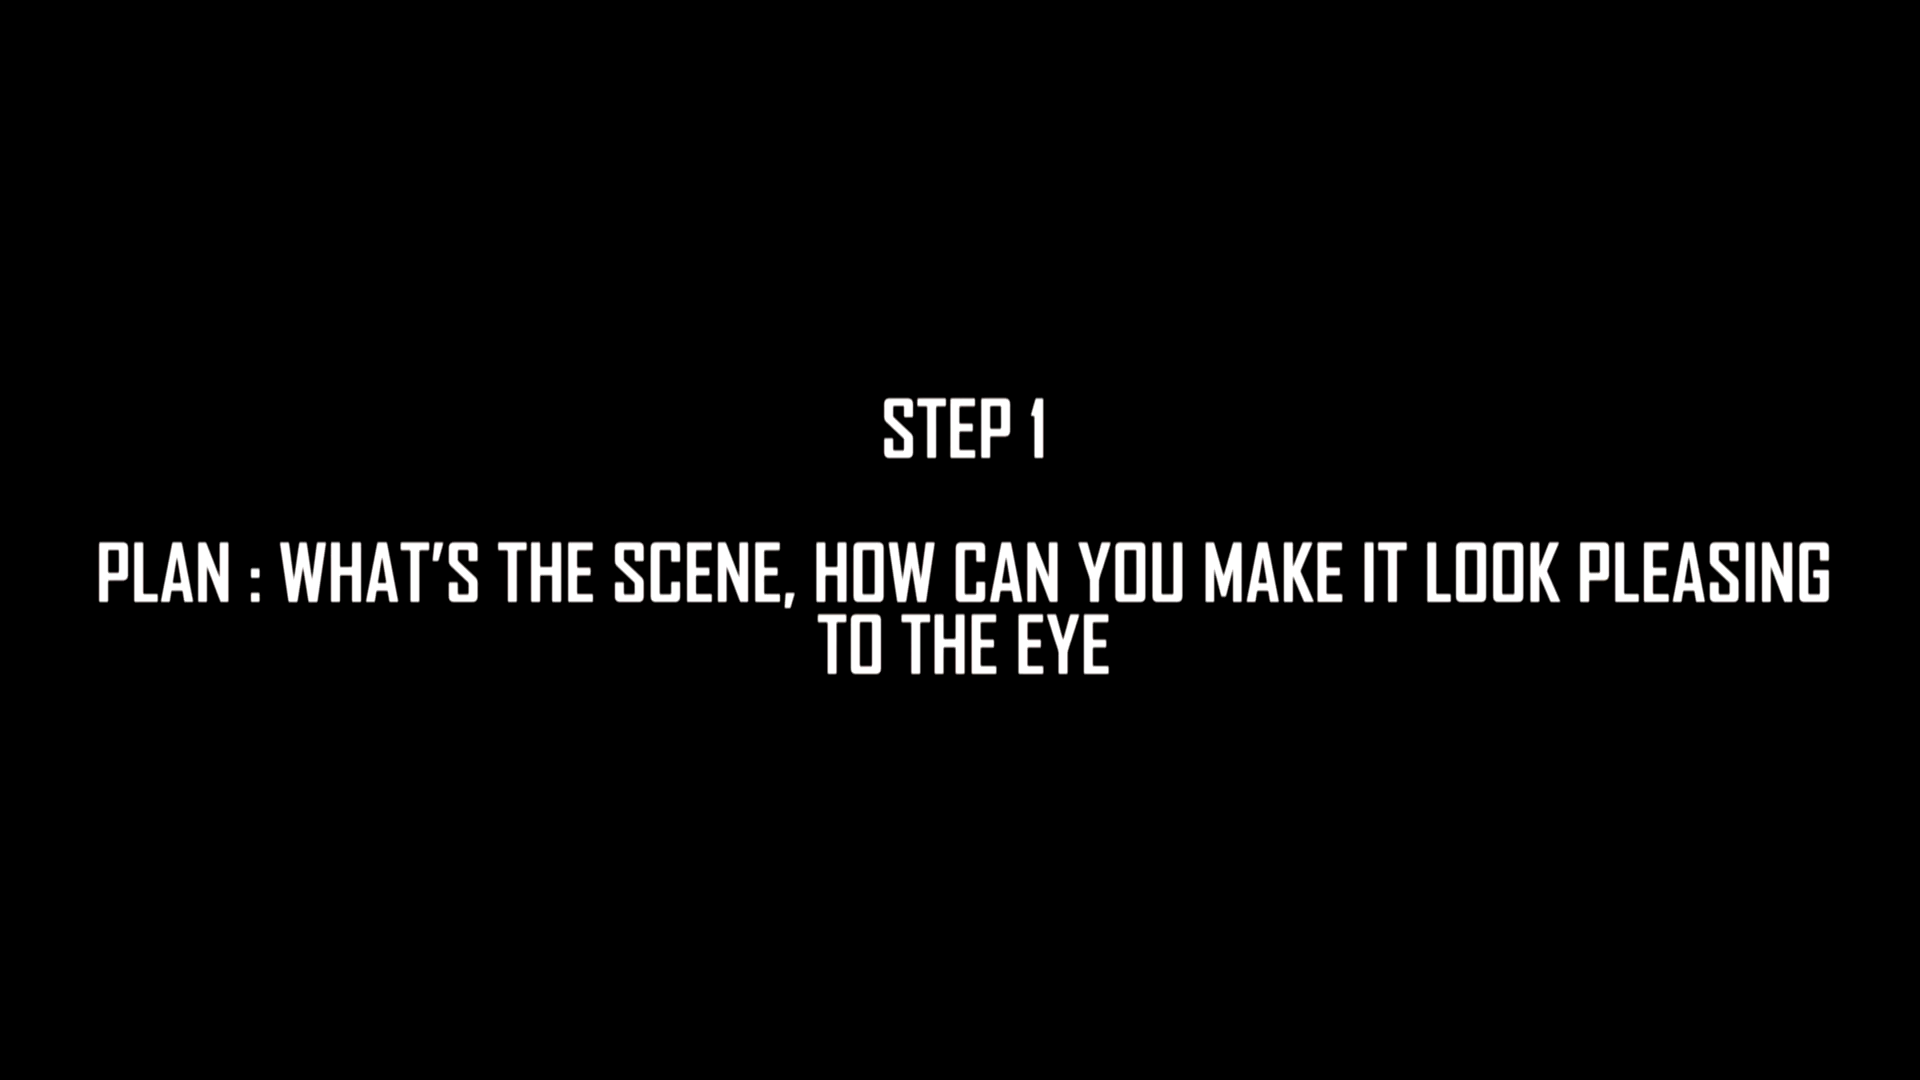 STEP 1
PLAN : WHAT'S THE SCENE, HOW CAN YOU MAKE IT LOOK PLEASING
TO THE EYE